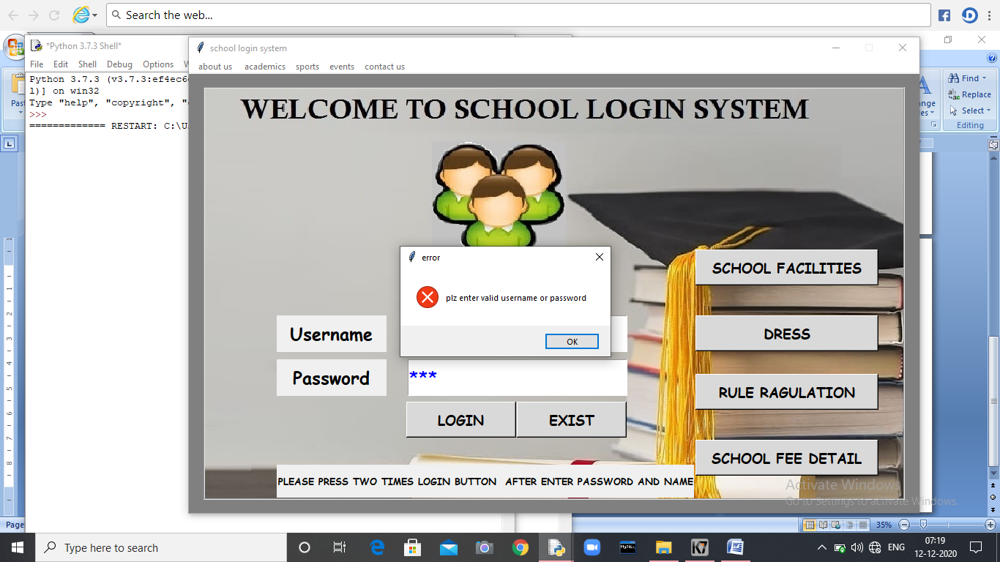 Search the web...
*Python 3.7.3 Shell*
File Edit Shell Debug Options
Python 3.7.3 (v3.7.3:ef4ec6
l)] on win32
Type "help", "copyright",
>>>
============= RESTART: C:\U
school login system
about us academics sports events contact us
WELCOME TO SCHOOL LOGIN SYSTEM
error
plz enter valid username or password
OK
Username
Password
***
LOGIN EXIST
PLEASE PRESS TWO TIMES LOGIN BUTTON AFTER ENTER PASSWORD AND NAME
SCHOOL FACILITIES
DRESS
RULE RAGULATION
SCHOOL FEE DETAIL
Activate Windows
Go to Settings to activate Windows.
Find
Replace
Select
Editing
Page
35%
Type here to search
MySQL
ENG
07:19
12-12-2020